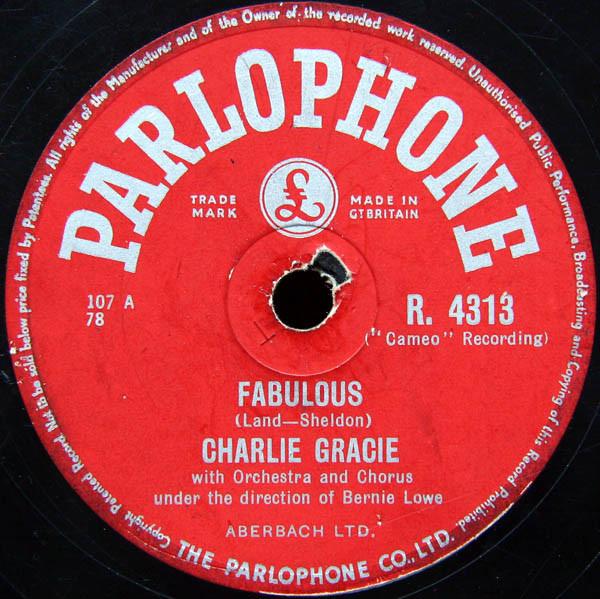 All rights of the Manufacturer and of the Owner of the recorded work reserved. Unauthorised Public Performance, Broadcasting and Copying of this Record Prohibited.
Copyright Patented Record Not to be sold below price fixed by Patentees.
PARLOPHONE
TRADE MARK
£
MADE IN GT BRITAIN
107 A
78
R. 4313
("Cameo" Recording)
FABULOUS
(Land—Sheldon)
CHARLIE GRACIE
with Orchestra and Chorus
under the direction of Bernie Lowe
ABERBACH LTD.
THE PARLOPHONE CO., LTD.